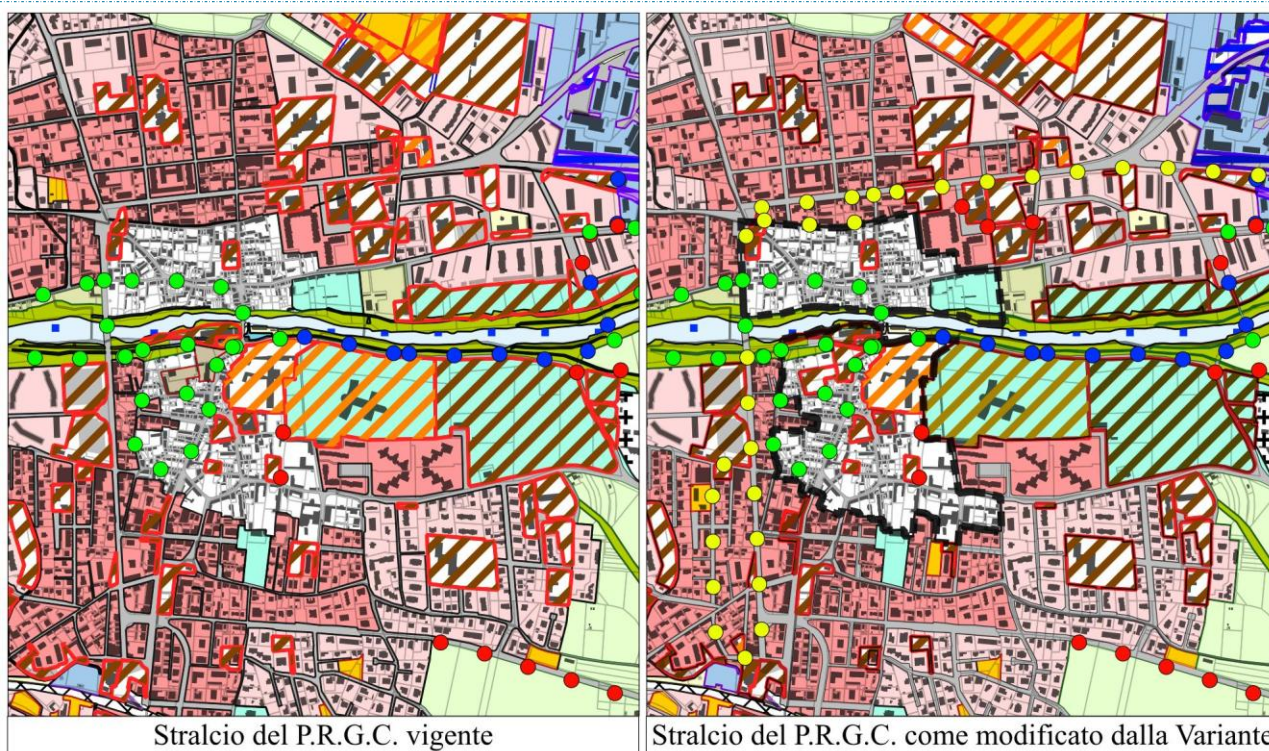 Stralcio del P.R.G.C. vigente
Stralcio del P.R.G.C. come modificato dalla Variante